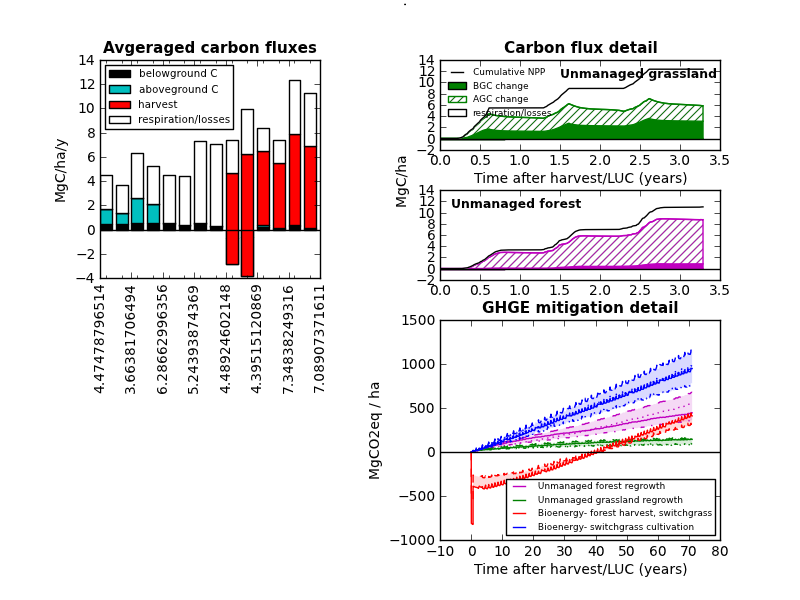 Avgeraged carbon fluxes
14
12
10
8
6
4
2
0
−2
−4
MgC/ha/y
belowground C
aboveground C
harvest
respiration/losses
4.47478796514
3.66381706494
6.28662996356
5.24393874369
4.48924602148
4.39515120869
7.34838249316
7.08907371611
Carbon flux detail
14
12
10
8
6
4
2
0
−2
Cumulative NPP
BGC change
AGC change
respiration/losses
Unmanaged grassland
0.0 0.5 1.0 1.5 2.0 2.5 3.0 3.5
Time after harvest/LUC (years)
MgC/ha
14
12
10
8
6
4
2
0
−2
Unmanaged forest
0.0 0.5 1.0 1.5 2.0 2.5 3.0 3.5
GHGE mitigation detail
1500
1000
500
0
−500
−1000
MgCO2eq / ha
Unmanaged forest regrowth
Unmanaged grassland regrowth
Bioenergy- forest harvest, switchgrass
Bioenergy- switchgrass cultivation
−10 0 10 20 30 40 50 60 70 80
Time after harvest/LUC (years)